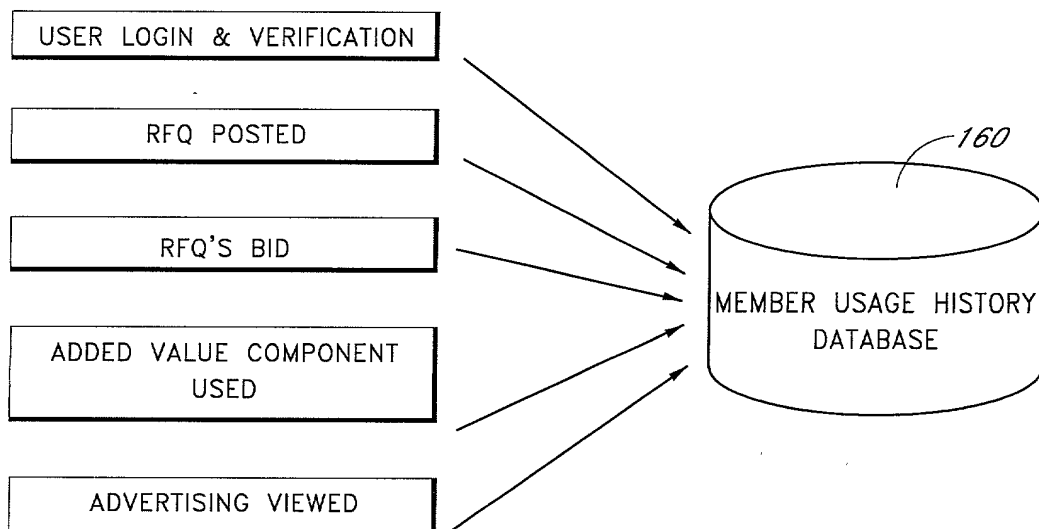 USER LOGIN & VERIFICATION
RFQ POSTED
RFQ'S BID
ADDED VALUE COMPONENT
USED
ADVERTISING VIEWED
160
MEMBER USAGE HISTORY
DATABASE